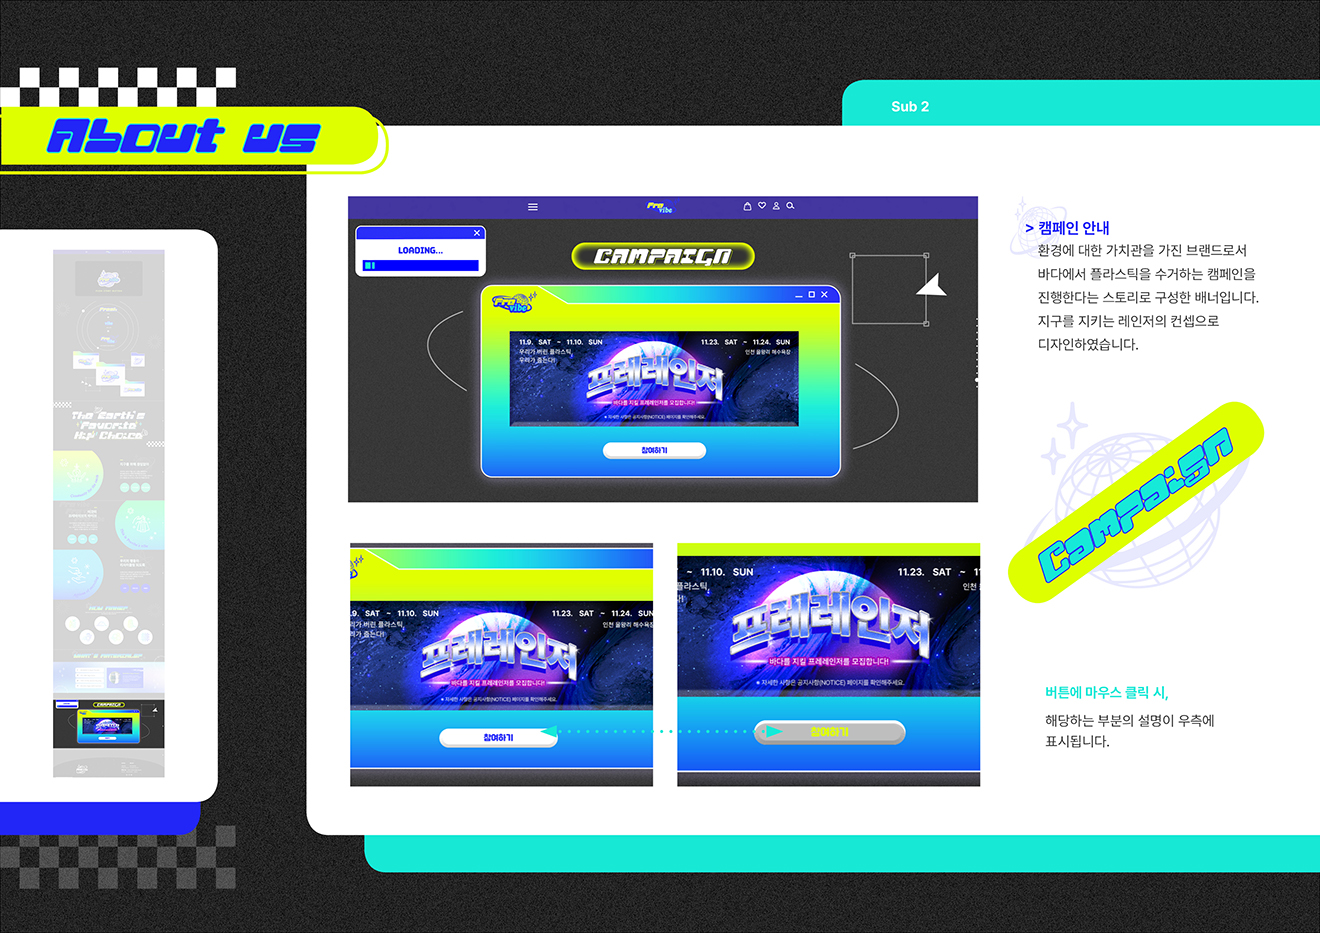 Sub 2
About us
Pro
vibe
LOADING...
CAMPAIGN
Pro
vibe
11.9. SAT ~ 11.10. SUN
우리가 버린 플라스틱,
우리가 줍는다!
11.23. SAT ~ 11.24. SUN
인천 을왕리 해수욕장
프레레인저
바다를 지킬 프레레인저를 모집합니다!
※ 자세한 사항은 공지사항(NOTICE) 페이지를 확인해주세요.
참여하기
> 캠페인 안내
환경에 대한 가치관을 가진 브랜드로서
바다에서 플라스틱을 수거하는 캠페인을
진행한다는 스토리로 구성한 배너입니다.
지구를 지키는 레인저의 컨셉으로
디자인하였습니다.
Campaign
The Earth's
Favorite
Hip Choice
CAMPAIGN
9. SAT ~ 11.10. SUN
리가 버린 플라스틱,
리가 줍는다!
11.23. SAT ~ 11.24. SUN
인천 을왕리 해수욕장
프레레인저
바다를 지킬 프레레인저를 모집합니다!
※ 자세한 사항은 공지사항(NOTICE) 페이지를 확인해주세요.
참여하기
~ 11.10. SUN
플라스틱,
다!
11.23. SAT ~ 1
인천
프레레인저
바다를 지킬 프레레인저를 모집합니다!
※ 자세한 사항은 공지사항(NOTICE) 페이지를 확인해주세요.
참여하기
버튼에 마우스 클릭 시,
해당하는 부분의 설명이 우측에
표시됩니다.